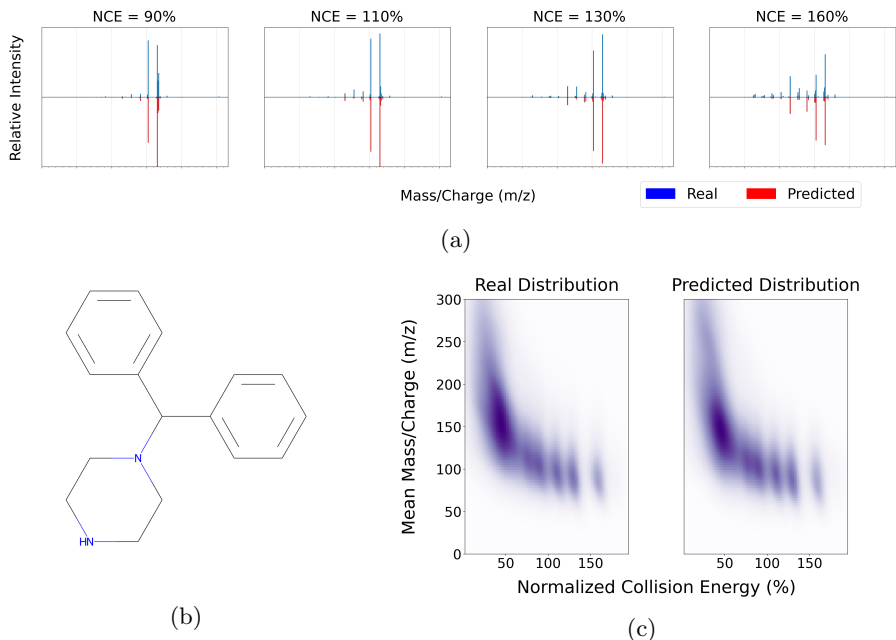 NCE = 90%
NCE = 110%
NCE = 130%
NCE = 160%
Relative Intensity
Mass/Charge (m/z)
Real
Predicted
(a)
N
HN
(b)
Real Distribution
Predicted Distribution
Mean Mass/Charge (m/z)
300
250
200
150
100
50
0
50 100 150
50 100 150
Normalized Collision Energy (%)
(c)